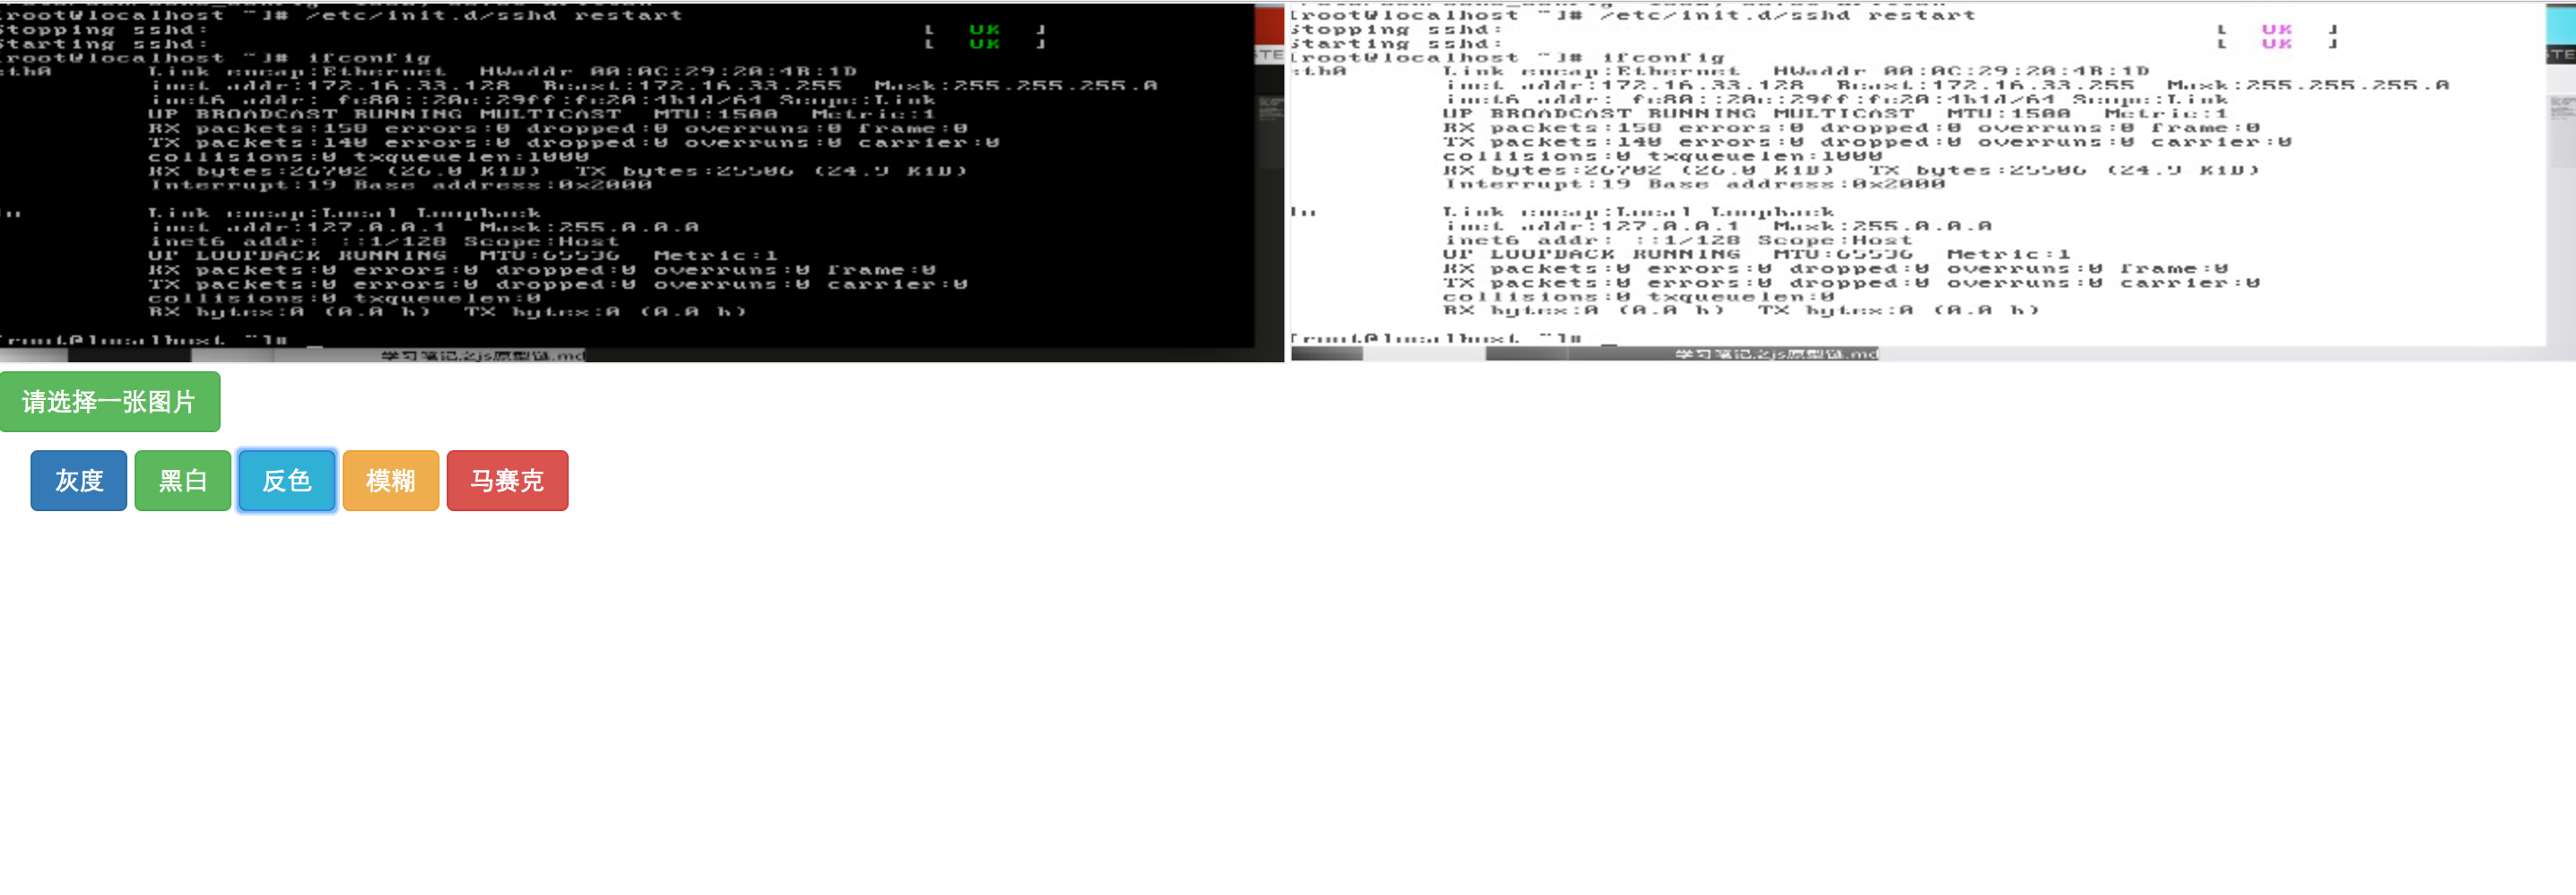 [root@localhost ~]# /etc/init.d/sshd restart
Stopping sshd: [ OK ]
Starting sshd: [ OK ]
[root@localhost ~]# ifconfig
eth0 Link encap:Ethernet HWaddr 00:0C:29:20:4B:1D
inet addr:172.16.33.128 Bcast:172.16.33.255 Mask:255.255.255.0
inet6 addr: fe80::20c:29ff:fe20:4b1d/64 Scope:Link
UP BROADCAST RUNNING MULTICAST MTU:1500 Metric:1
RX packets:158 errors:0 dropped:0 overruns:0 frame:0
TX packets:140 errors:0 dropped:0 overruns:0 carrier:0
collisions:0 txqueuelen:1000
RX bytes:26702 (26.0 KiB) TX bytes:25506 (24.9 KiB)
Interrupt:19 Base address:0x2000
lo Link encap:Local Loopback
inet addr:127.0.0.1 Mask:255.0.0.0
inet6 addr: ::1/128 Scope:Host
UP LOOPBACK RUNNING MTU:65536 Metric:1
RX packets:0 errors:0 dropped:0 overruns:0 frame:0
TX packets:0 errors:0 dropped:0 overruns:0 carrier:0
collisions:0 txqueuelen:0
RX bytes:0 (0.0 b) TX bytes:0 (0.0 b)
[root@localhost ~]# _
学习笔记之js原型链.md
[root@localhost ~]# /etc/init.d/sshd restart
Stopping sshd: [ OK ]
Starting sshd: [ OK ]
[root@localhost ~]# ifconfig
eth0 Link encap:Ethernet HWaddr 00:0C:29:20:4B:1D
inet addr:172.16.33.128 Bcast:172.16.33.255 Mask:255.255.255.0
inet6 addr: fe80::20c:29ff:fe20:4b1d/64 Scope:Link
UP BROADCAST RUNNING MULTICAST MTU:1500 Metric:1
RX packets:158 errors:0 dropped:0 overruns:0 frame:0
TX packets:140 errors:0 dropped:0 overruns:0 carrier:0
collisions:0 txqueuelen:1000
RX bytes:26702 (26.0 KiB) TX bytes:25506 (24.9 KiB)
Interrupt:19 Base address:0x2000
lo Link encap:Local Loopback
inet addr:127.0.0.1 Mask:255.0.0.0
inet6 addr: ::1/128 Scope:Host
UP LOOPBACK RUNNING MTU:65536 Metric:1
RX packets:0 errors:0 dropped:0 overruns:0 frame:0
TX packets:0 errors:0 dropped:0 overruns:0 carrier:0
collisions:0 txqueuelen:0
RX bytes:0 (0.0 b) TX bytes:0 (0.0 b)
[root@localhost ~]# _
学习笔记之js原型链.md
请选择一张图片
灰度 黑白 反色 模糊 马赛克